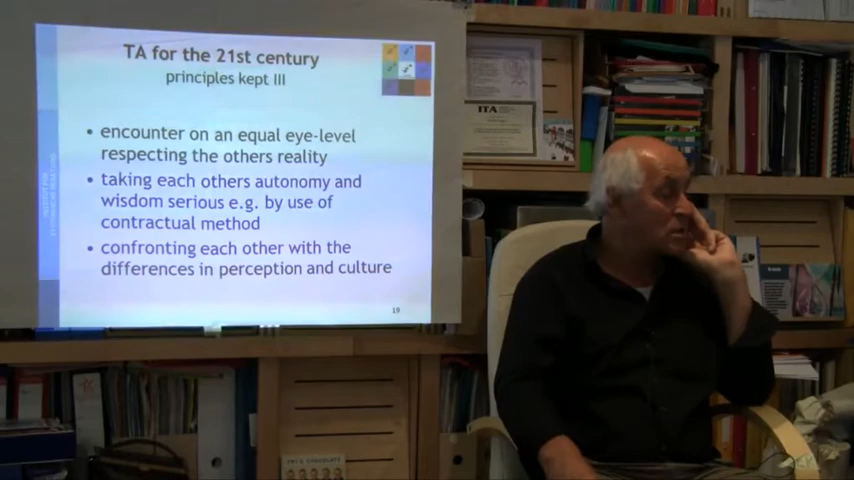 TA for the 21st century
principles kept III
• encounter on an equal eye-level
respecting the others reality
• taking each others autonomy and
wisdom serious e.g. by use of
contractual method
• confronting each other with the
differences in perception and culture
19
ITA